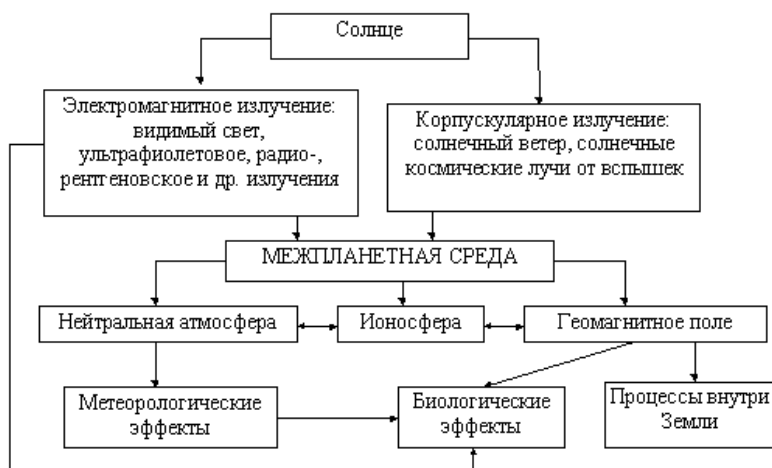 Солнце
Электромагнитное излучение:
видимый свет,
ультрафиолетовое, радио-,
рентгеновское и др. излучения
Корпускулярное излучение:
солнечный ветер, солнечные
космические лучи от вспышек
МЕЖПЛАНЕТНАЯ СРЕДА
Нейтральная атмосфера
Ионосфера
Геомагнитное поле
Метеорологические
эффекты
Биологические
эффекты
Процессы внутри
Земли